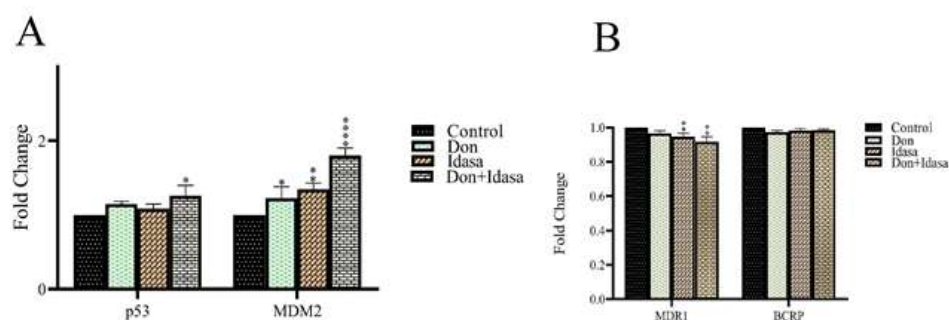 A
Fold Change
2
0
*
*
**
****
p53
MDM2
Control
Don
Idasa
Don+Idasa
B
Fold Change
1.0
0.8
0.6
0.4
0.2
0.0
**
**
MDR1
BCRP
Control
Don
Idasa
Don+Idasa